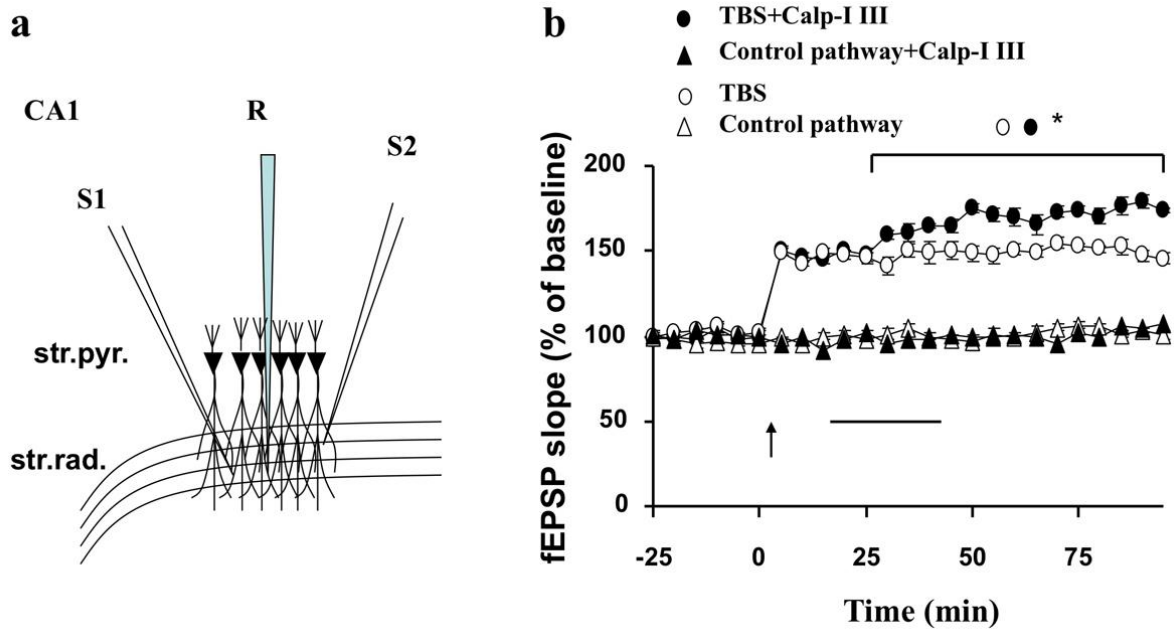 a
CA1
R
S1
S2
str.pyr.
str.rad.
b
TBS+Calp-I III
Control pathway+Calp-I III
TBS
Control pathway
*
fEPSP slope (% of baseline)
200
150
100
50
0
-25
0
25
50
75
Time (min)